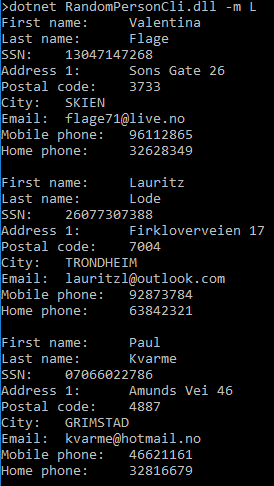 >dotnet RandomPersonCli.dll -m L
First name: Valentina
Last name: Flage
SSN: 13047147268
Address 1: Sons Gate 26
Postal code: 3733
City: SKIEN
Email: flage71@live.no
Mobile phone: 96112865
Home phone: 32628349
First name: Lauritz
Last name: Lode
SSN: 26077307388
Address 1: Firkloverveien 17
Postal code: 7004
City: TRONDHEIM
Email: lauritzl@outlook.com
Mobile phone: 92873784
Home phone: 63842321
First name: Paul
Last name: Kvarme
SSN: 07066022786
Address 1: Amunds Vei 46
Postal code: 4887
City: GRIMSTAD
Email: kvarme@hotmail.no
Mobile phone: 46621161
Home phone: 32816679